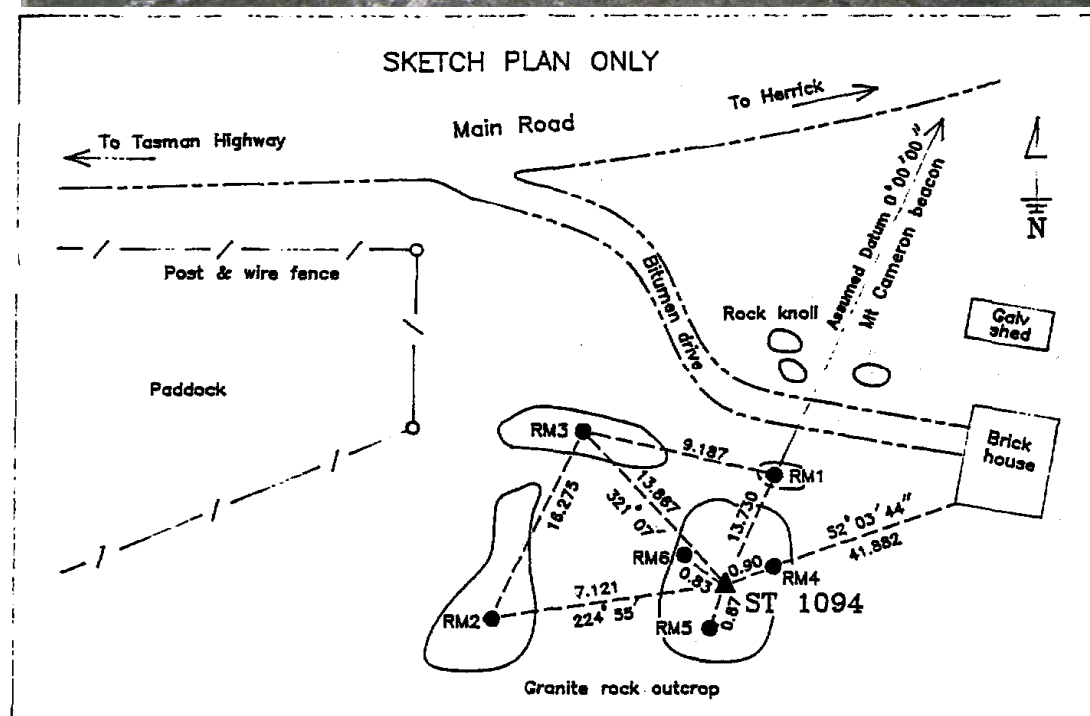 SKETCH PLAN ONLY
To Herrick
Main Road
To Tasman Highway
Assumed Datum 0°00'00"
Mt Cameron beacon
N
Post & wire fence
Bitumen drive
Rock knoll
Galv
shed
Paddock
RM3
9.187
Brick
house
RM1
13.867
321°07'
16.275
13.730
52°03'44"
41.882
RM6
0.90
RM4
0.83
7.121
224°55'
ST 1094
RM2
RM5
0.87
Granite rock outcrop